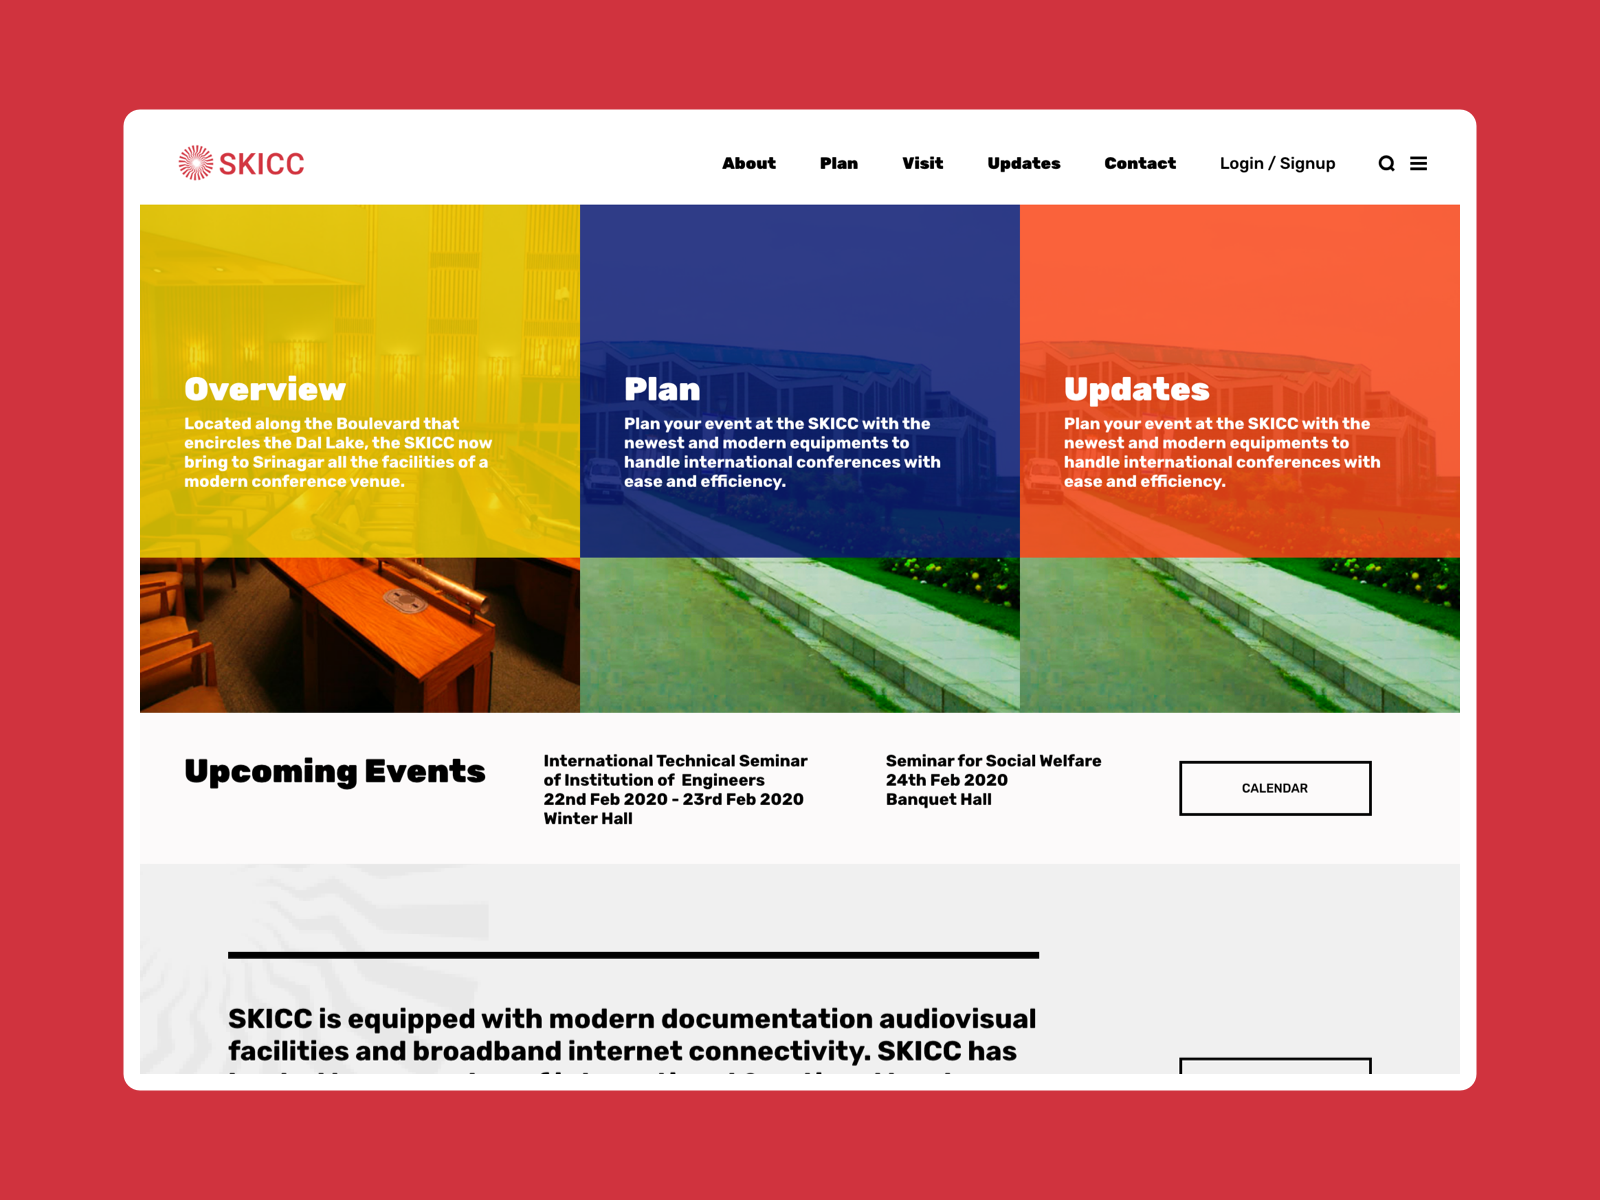 SKICC
About Plan Visit Updates Contact Login / Signup
Overview
Located along the Boulevard that
encircles the Dal Lake, the SKICC now
bring to Srinagar all the facilities of a
modern conference venue.
Plan
Plan your event at the SKICC with the
newest and modern equipments to
handle international conferences with
ease and efficiency.
Updates
Plan your event at the SKICC with the
newest and modern equipments to
handle international conferences with
ease and efficiency.
Upcoming Events
International Technical Seminar
of Institution of Engineers
22nd Feb 2020 - 23rd Feb 2020
Winter Hall
Seminar for Social Welfare
24th Feb 2020
Banquet Hall
CALENDAR
SKICC is equipped with modern documentation audiovisual
facilities and broadband internet connectivity. SKICC has